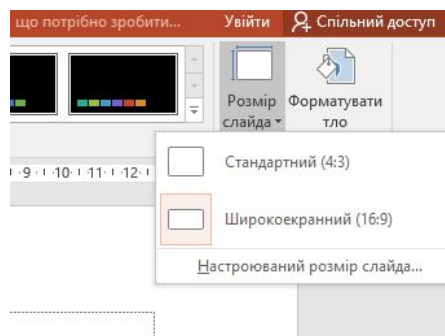 що потрібно зробити... Увійти Спільний доступ
Розмір слайда
Форматувати тло
Стандартний (4:3)
9 10 11 12
Широкоекранний (16:9)
Настроюваний розмір слайда...